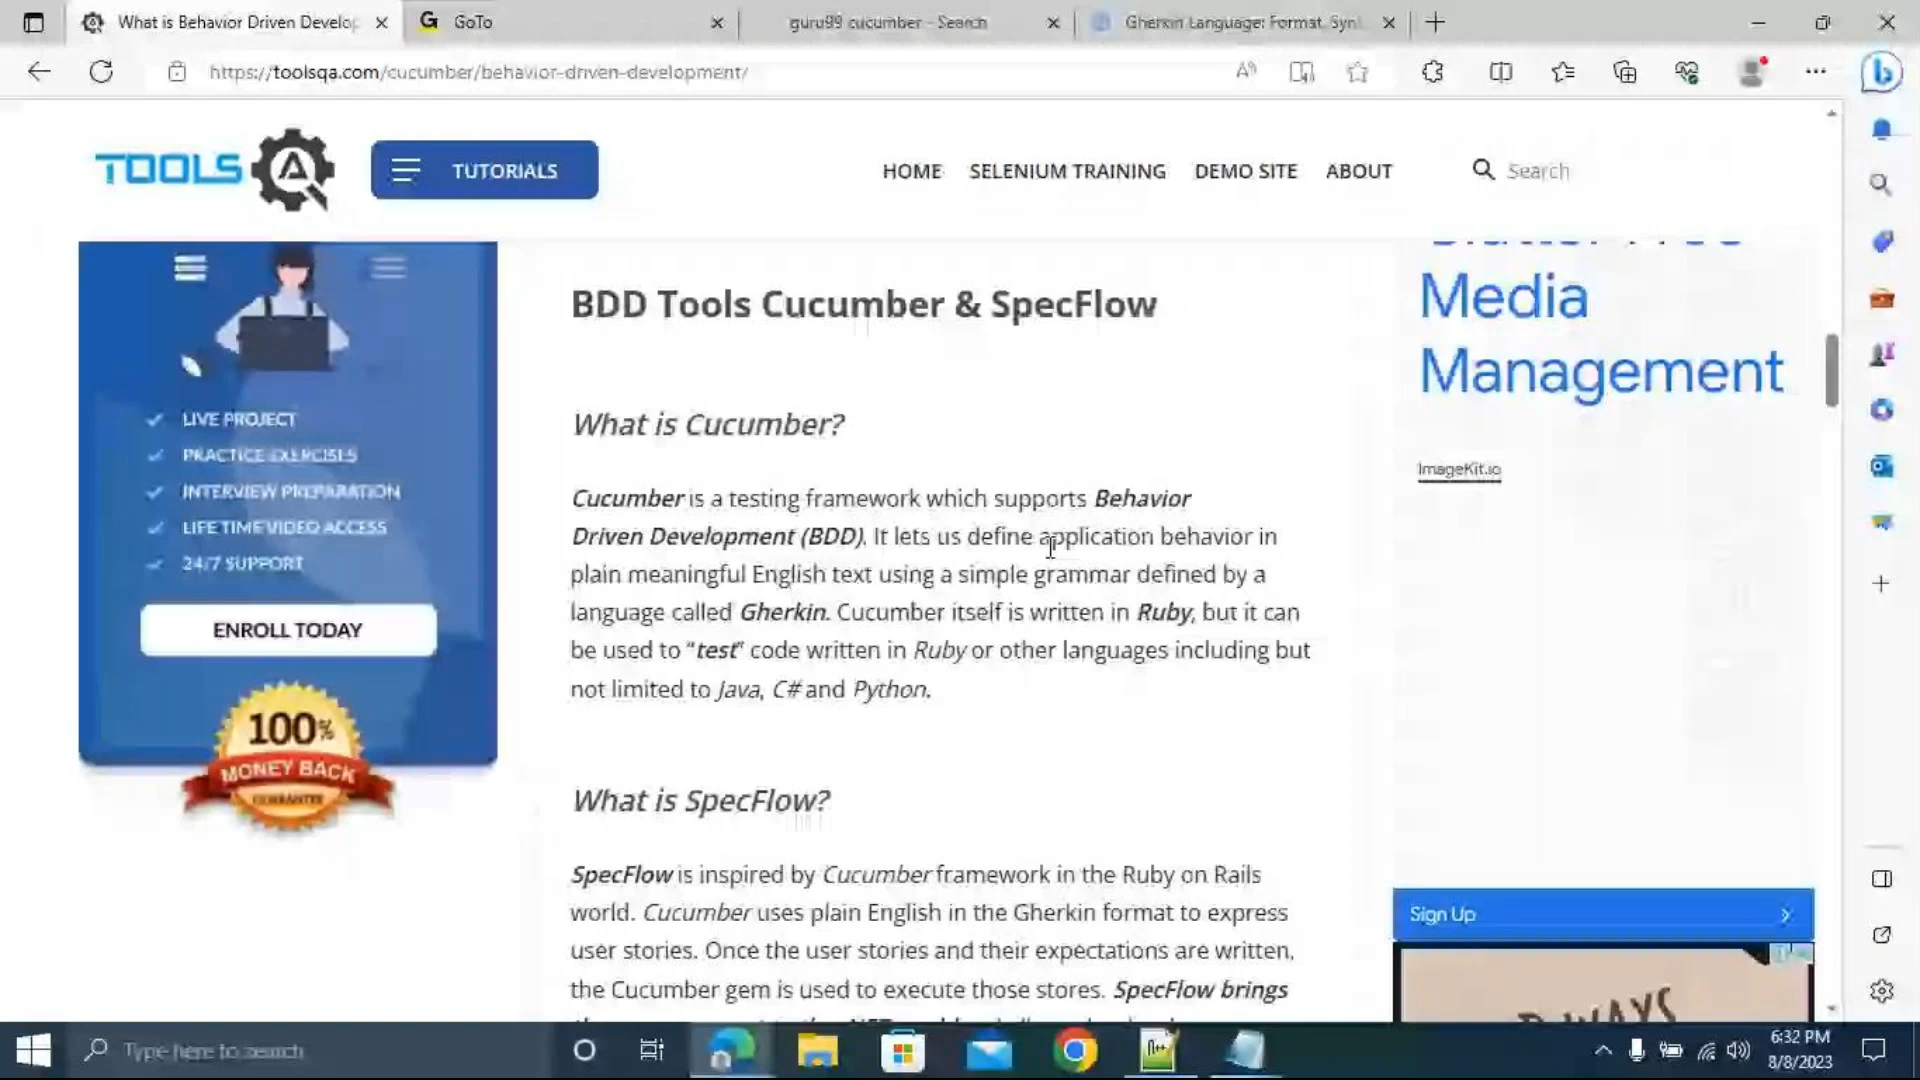 What is Behavior Driven Develop
GoTo
guru99 cucumber - Search
Gherkin Language: Format, Synt
https://toolsqa.com/cucumber/behavior-driven-development/
TOOLS
TUTORIALS
HOME
SELENIUM TRAINING
DEMO SITE
ABOUT
Search
Media
Management
BDD Tools Cucumber & SpecFlow
What is Cucumber?
LIVE PROJECT
PRACTICE EXERCISES
INTERVIEW PREPARATION
LIFE TIME VIDEO ACCESS
24/7 SUPPORT
ENROLL TODAY
100%
MONEY BACK
GUARANTEE
ImageKit.io
Cucumber is a testing framework which supports Behavior
Driven Development (BDD). It lets us define application behavior in
plain meaningful English text using a simple grammar defined by a
language called Gherkin. Cucumber itself is written in Ruby, but it can
be used to “test” code written in Ruby or other languages including but
not limited to Java, C# and Python.
What is SpecFlow?
SpecFlow is inspired by Cucumber framework in the Ruby on Rails
world. Cucumber uses plain English in the Gherkin format to express
user stories. Once the user stories and their expectations are written,
the Cucumber gem is used to execute those stores. SpecFlow brings
Sign Up
Type here to search
6:32 PM
8/8/2023